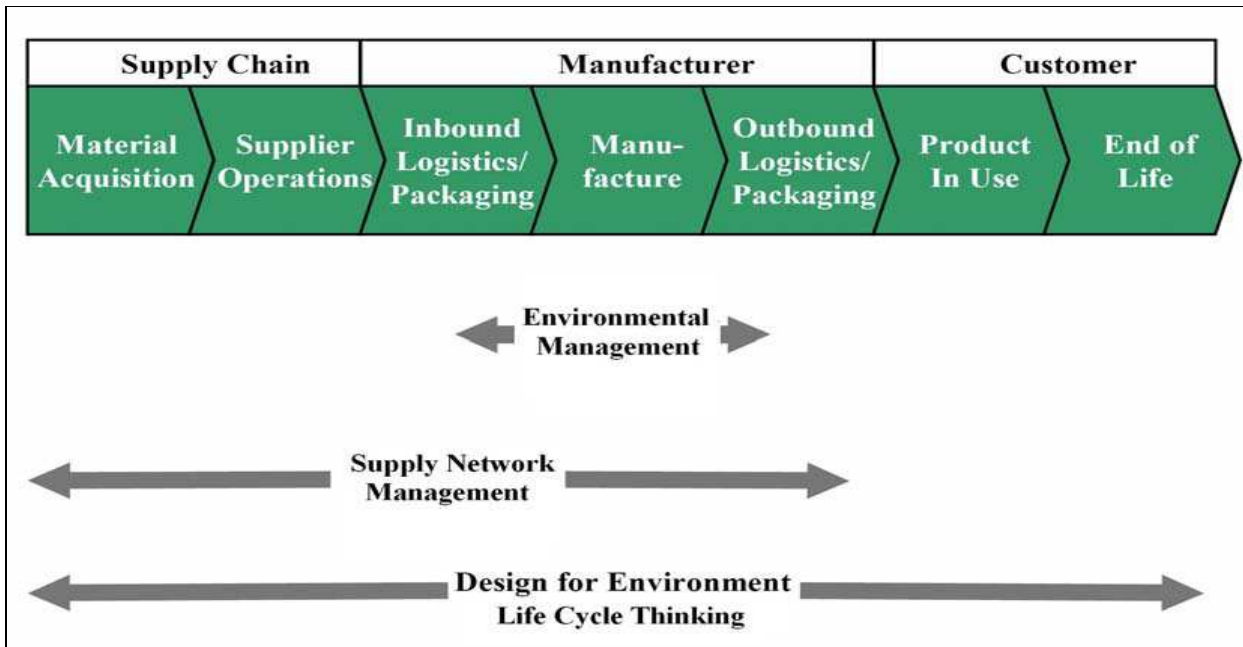 Supply Chain
Manufacturer
Customer
Material
Acquisition
Supplier
Operations
Inbound
Logistics/
Packaging
Manu-
facture
Outbound
Logistics/
Packaging
Product
In Use
End of
Life
Environmental
Management
Supply Network
Management
Design for Environment
Life Cycle Thinking